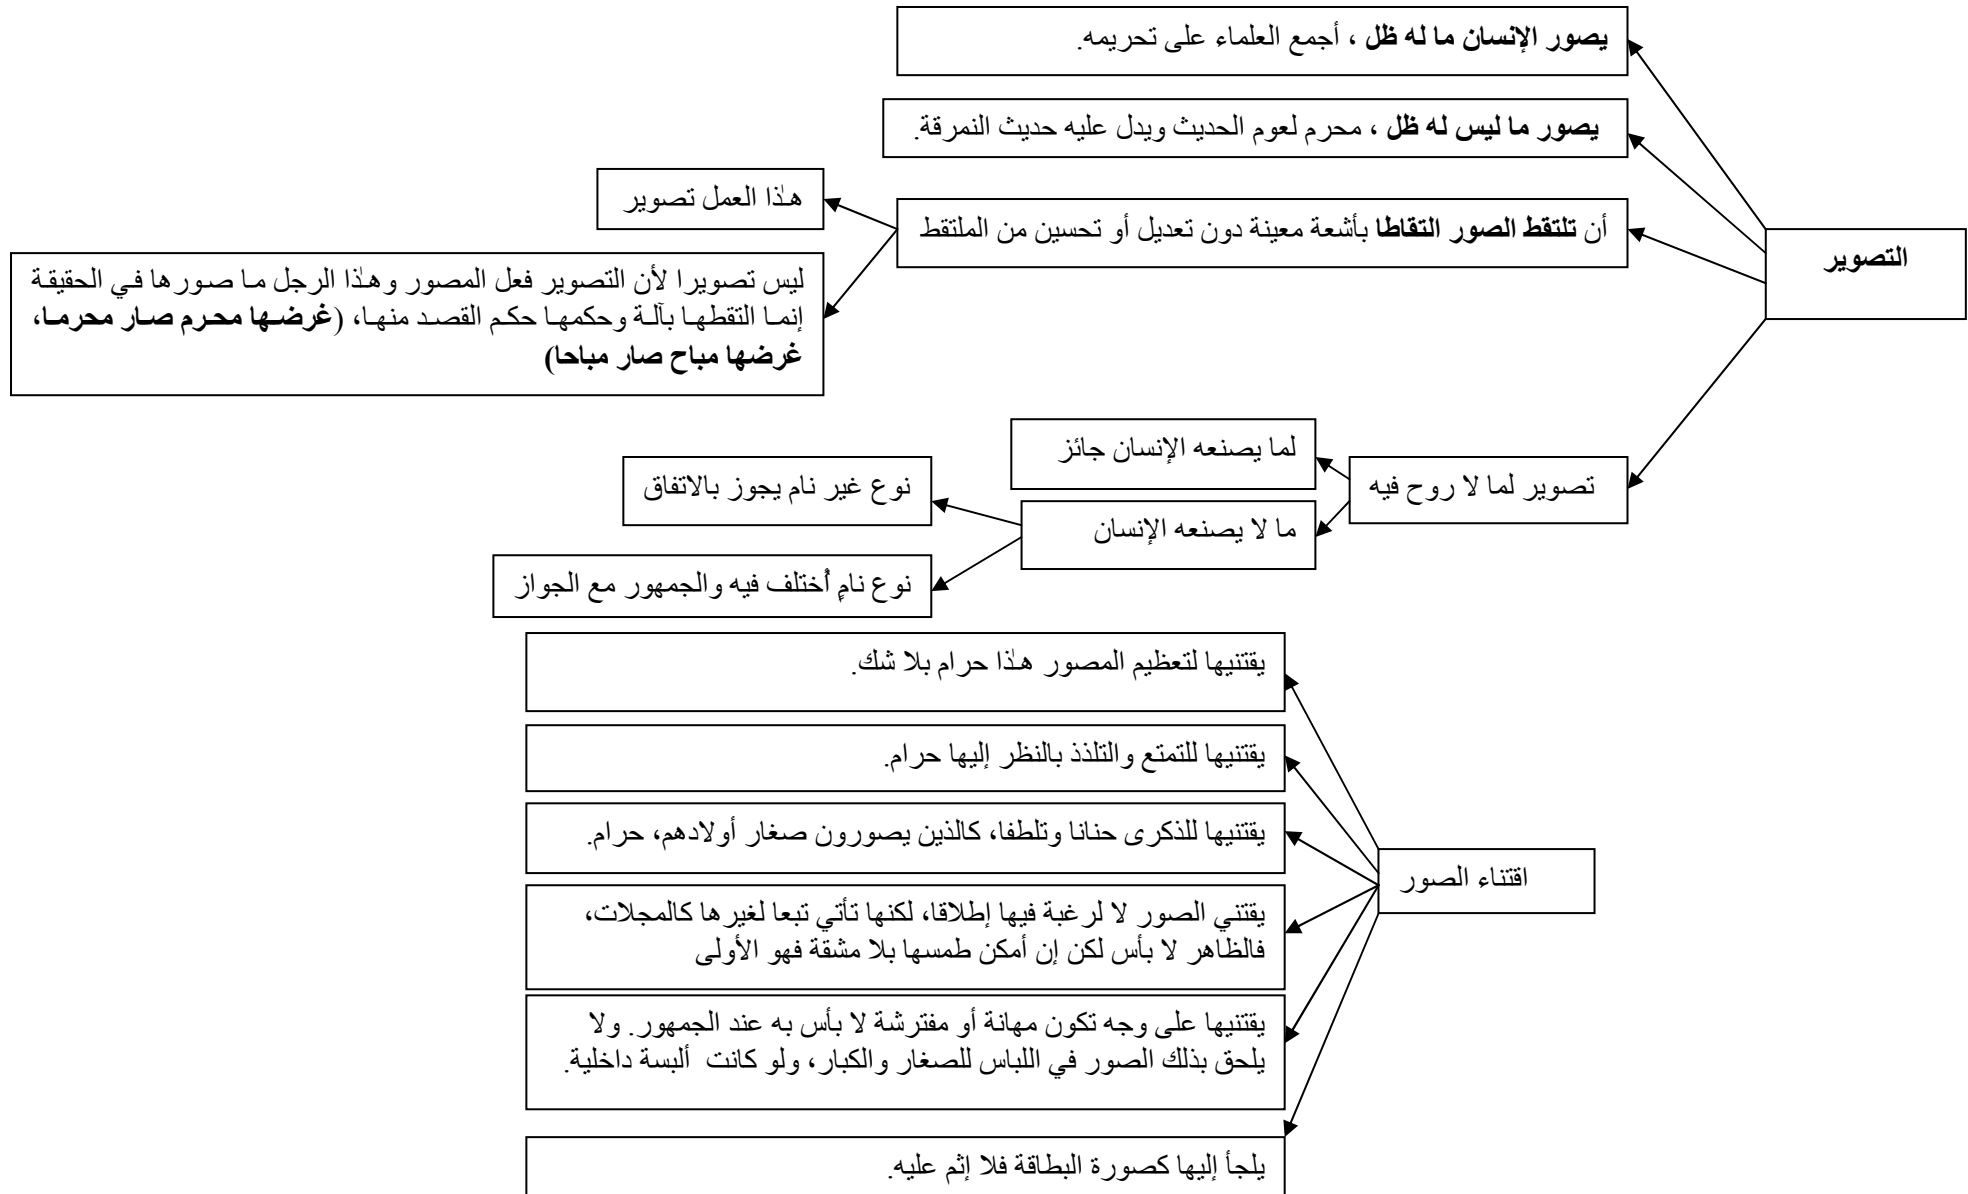 التصوير
يصور الإنسان ما له ظل ، أجمع العلماء على تحريمه.
يصور ما ليس له ظل ، محرم لعوم الحديث ويدل عليه حديث النمرقة.
أن تلتقط الصور التقاطا بأشعة معينة دون تعديل أو تحسين من الملتقط
هـٰذا العمل تصوير
ليس تصويرا لأن التصوير فعل المصور وهـٰذا الرجل ما صورها في الحقيقة
إنما التقطها بآلة وحكمها حكم القصد منها، (غرضها محرم صار محرما،
غرضها مباح صار مباحا)
تصوير لما لا روح فيه
لما يصنعه الإنسان جائز
ما لا يصنعه الإنسان
نوع غير نام يجوز بالاتفاق
نوع نامٍ أُختلف فيه والجمهور مع الجواز
اقتناء الصور
يقتنيها لتعظيم المصور هـٰذا حرام بلا شك.
يقتنيها للتمتع والتلذذ بالنظر إليها حرام.
يقتنيها للذكرى حنانا وتلطفا، كالذين يصورون صغار أولادهم، حرام.
يقتني الصور لا لرغبة فيها إطلاقا، لكنها تأتي تبعا لغيرها كالمجلات،
فالظاهر لا بأس لكن إن أمكن طمسها بلا مشقة فهو الأولى
يقتنيها على وجه تكون مهانة أو مفترشة لا بأس به عند الجمهور. ولا
يلحق بذلك الصور في اللباس للصغار والكبار، ولو كانت ألبسة داخلية.
يلجأ إليها كصورة البطاقة فلا إثم عليه.